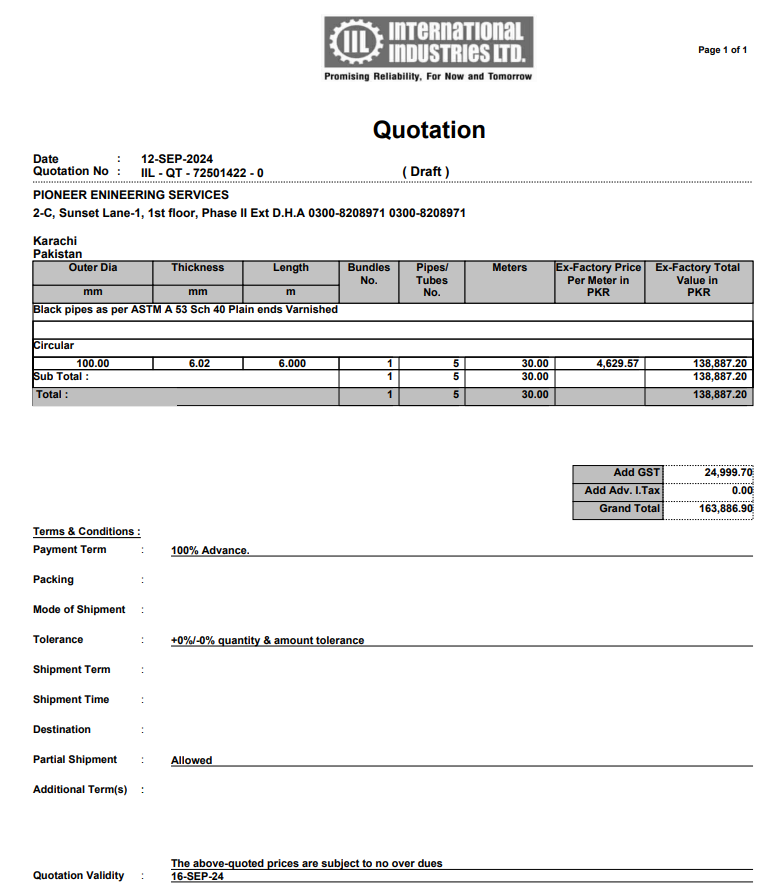 IIL INTERNATIONAL
INDUSTRIES LTD.
Promising Reliability, For Now and Tomorrow
Page 1 of 1
Quotation
Date : 12-SEP-2024
Quotation No : IIL - QT - 72501422 - 0 ( Draft )
PIONEER ENINEERING SERVICES
2-C, Sunset Lane-1, 1st floor, Phase II Ext D.H.A 0300-8208971 0300-8208971
Karachi
Pakistan
Outer Dia Thickness Length Bundles Pipes/ Meters Ex-Factory Price Ex-Factory Total
No. Tubes Per Meter in Value in
mm mm m No. PKR PKR
Black pipes as per ASTM A 53 Sch 40 Plain ends Varnished
Circular
100.00 6.02 6.000 1 5 30.00 4,629.57 138,887.20
Sub Total : 1 5 30.00 138,887.20
Total : 1 5 30.00 138,887.20
Add GST 24,999.70
Add Adv. I.Tax 0.00
Grand Total 163,886.90
Terms & Conditions :
Payment Term : 100% Advance.
Packing :
Mode of Shipment :
Tolerance : +0%/-0% quantity & amount tolerance
Shipment Term :
Shipment Time :
Destination :
Partial Shipment : Allowed
Additional Term(s) :
The above-quoted prices are subject to no over dues
Quotation Validity : 16-SEP-24